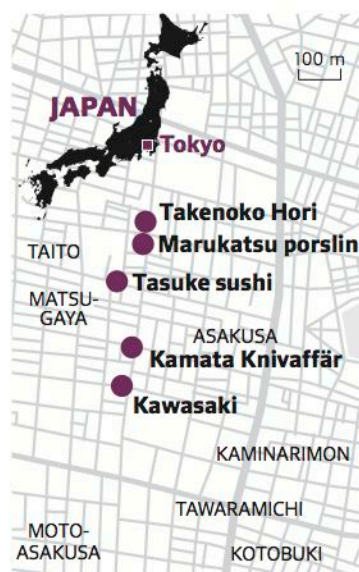 100 m
JAPAN
Tokyo
Takenoko Hori
Marukatsu porslin
TAITO
Tasuke sushi
MATSU-
GAYA
ASAKUSA
Kamata Knivaffär
Kawasaki
KAMINARIMON
TAWARAMICHI
MOTO-
ASAKUSA
KOTOBUKI